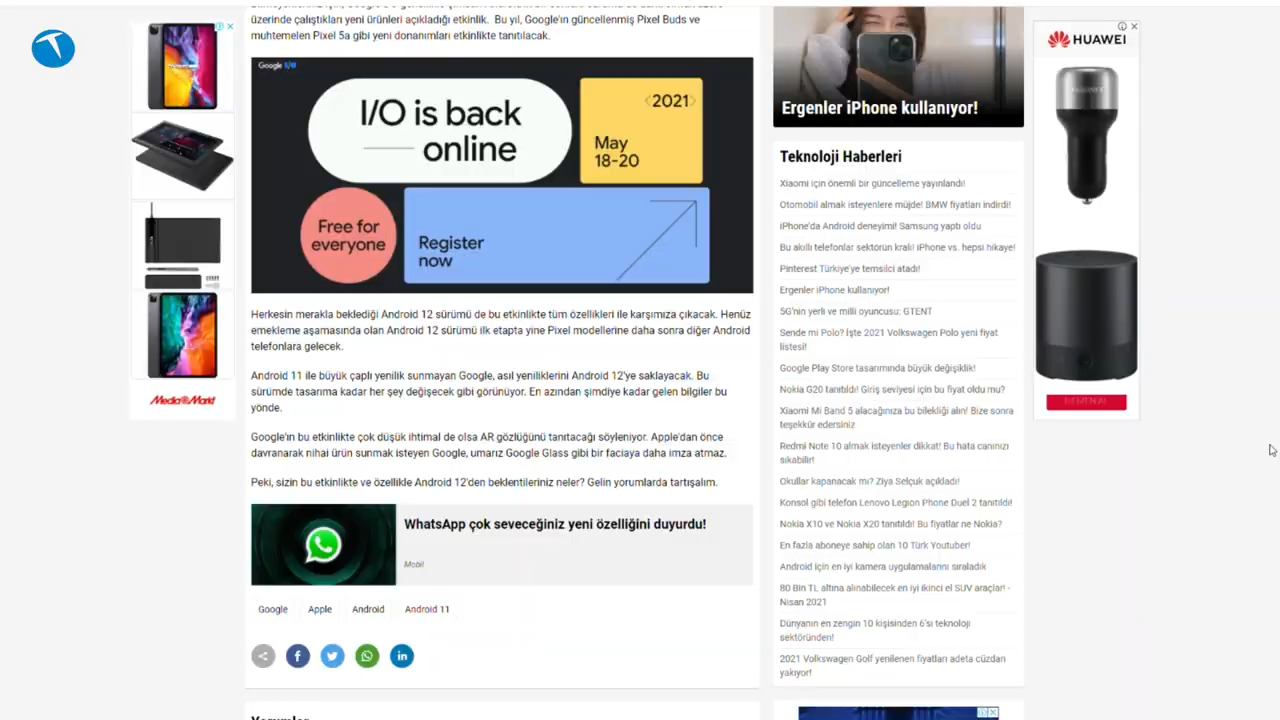 üzerinde çalıştıkları yeni ürünleri açıkladığı etkinlik. Bu yıl, Google'ın güncellenmiş Pixel Buds ve
muhtemelen Pixel 5a gibi yeni donanımları etkinlikte tanıtılacak.
Google I/O
I/O is back
online
2021
May
18-20
Free for
everyone
Register
now
Herkesin merakla beklediği Android 12 sürümü de bu etkinlikte tüm özellikleri ile karşımıza çıkacak. Henüz
emekleme aşamasında olan Android 12 sürümü ilk etapta yine Pixel modellerine daha sonra diğer Android
telefonlara gelecek.
Android 11 ile büyük çaplı yenilik sunmayan Google, asıl yeniliklerini Android 12'ye saklayacak. Bu
sürümde tasarıma kadar her şey değişecek gibi görünüyor. En azından şimdiye kadar gelen bilgiler bu
yönde.
Google'ın bu etkinlikte çok düşük ihtimal de olsa AR gözlüğünü tanıtacağı söyleniyor. Apple'dan önce
davranarak nihai ürün sunmak isteyen Google, umarız Google Glass gibi bir faciaya daha imza atmaz.
Peki, sizin bu etkinlikte ve özellikle Android 12'den beklentileriniz neler? Gelin yorumlarda tartışalım.
WhatsApp çok seveceğiniz yeni özelliğini duyurdu!
Mobil
Google
Apple
Android
Android 11
Ergenler iPhone kullanıyor!
Teknoloji Haberleri
Xiaomi için önemli bir güncelleme yayınlandı!
Otomobil almak isteyenlere müjde! BMW fiyatları indirdi!
iPhone'da Android deneyimi! Samsung yaptı oldu
Bu akıllı telefonlar sektörün kralı! iPhone vs. hepsi hikaye!
Pinterest Türkiye'ye temsilci atadı!
Ergenler iPhone kullanıyor!
5G'nin yerli ve milli oyuncusu: GTENT
Sende mi Polo? İşte 2021 Volkswagen Polo yeni fiyat
listesi!
Google Play Store tasarımında büyük değişiklik!
Nokia G20 tanıtıldı! Giriş seviyesi için bu fiyat oldu mu?
Xiaomi Mi Band 5 alacağınıza bu bilekliği alın! Bize sonra
teşekkür edersiniz
Redmi Note 10 almak isteyenler dikkat! Bu hata canınızı
sıkabilir!
Okullar kapanacak mı? Ziya Selçuk açıkladı!
Konsol gibi telefon Lenovo Legion Phone Duel 2 tanıtıldı!
Nokia X10 ve Nokia X20 tanıtıldı! Bu fiyatlar ne Nokia?
En fazla aboneye sahip olan 10 Türk Youtuber!
Android için en iyi kamera uygulamalarını sıraladık
80 Bin TL altına alınabilecek en iyi ikinci el SUV araçlar! -
Nisan 2021
Dünyanın en zengin 10 kişisinden 6'sı teknoloji
sektöründen!
2021 Volkswagen Golf yenilenen fiyatları adeta cüzdan
yakıyor!
MediaMarkt
HUAWEI
HEMEN AL